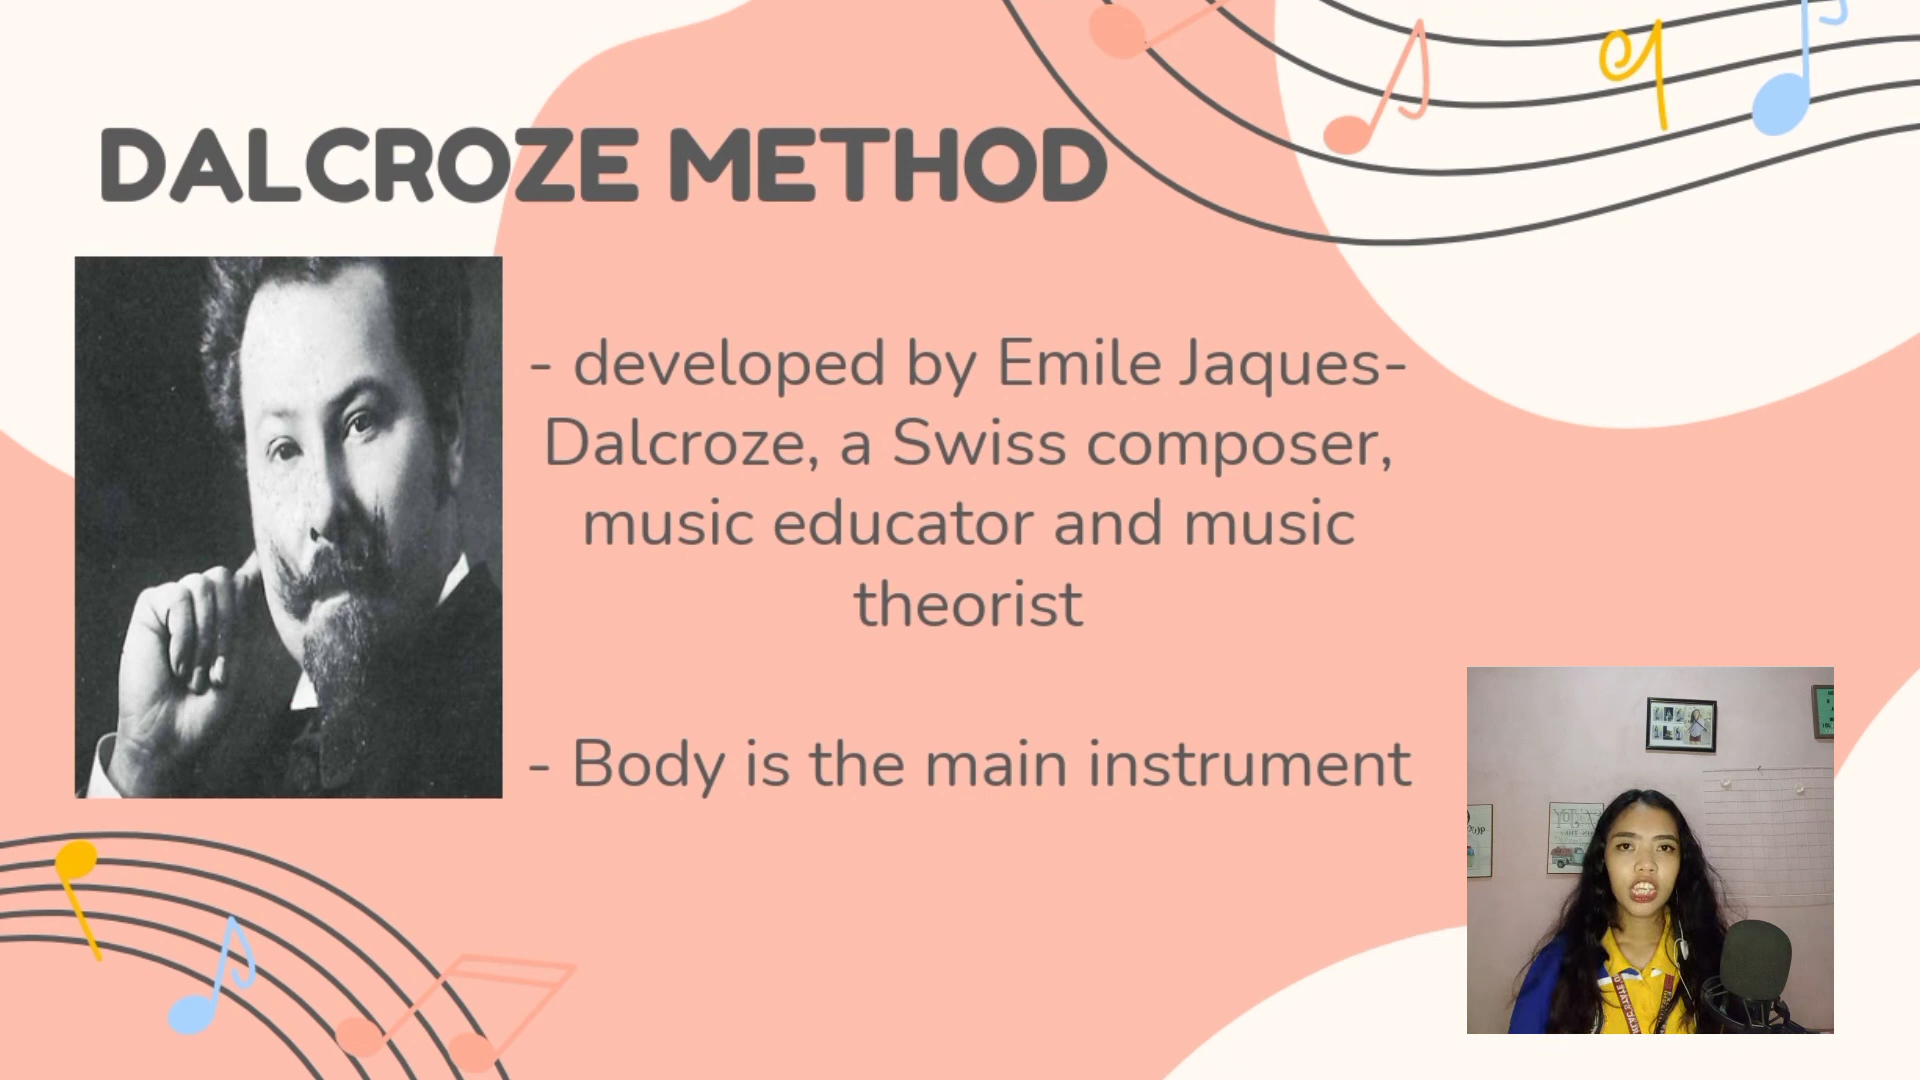 DALCROZE METHOD
- developed by Emile Jaques-
Dalcroze, a Swiss composer,
music educator and music
theorist
- Body is the main instrument